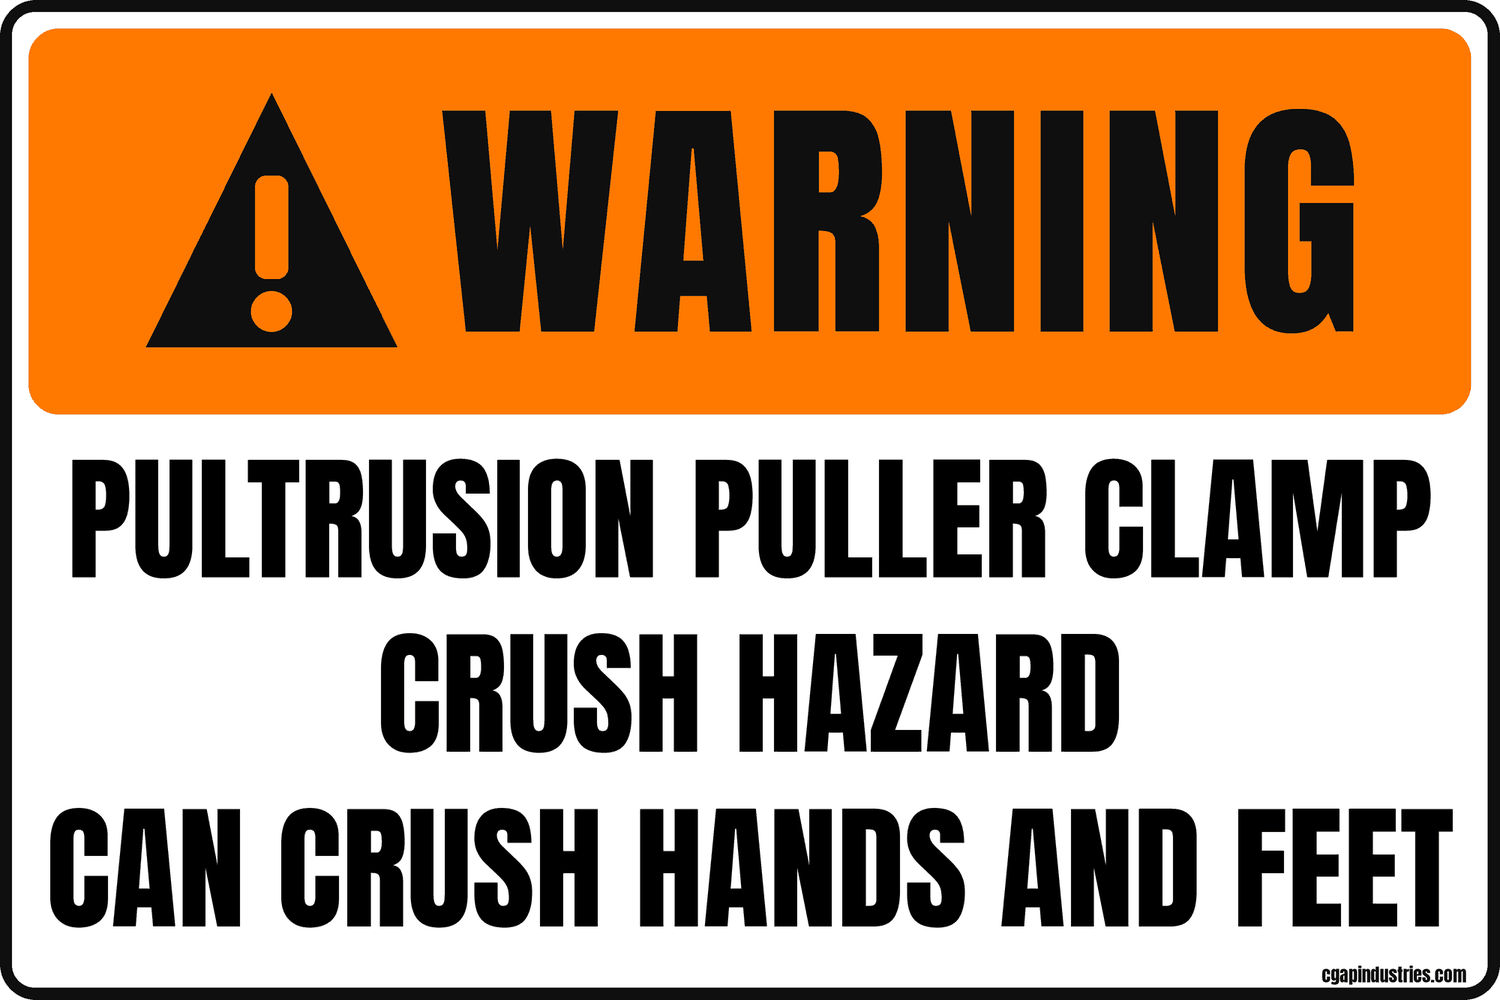 WARNING
PULTRUSION PULLER CLAMP
CRUSH HAZARD
CAN CRUSH HANDS AND FEET
cgapindustries.com